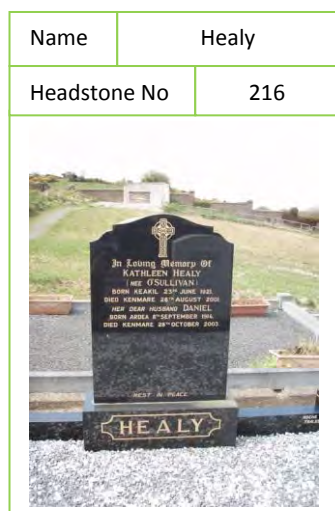 Name Healy
Headstone No 216
In Loving Memory Of
KATHLEEN HEALY
(NEE O'SULLIVAN)
BORN KEAKIL 23RD JUNE 1921
DIED KENMARE 28TH AUGUST 2001
HER DEAR HUSBAND DANIEL
BORN ARDEA 8TH SEPTEMBER 1914
DIED KENMARE 28TH OCTOBER 2003
REST IN PEACE
HEALY